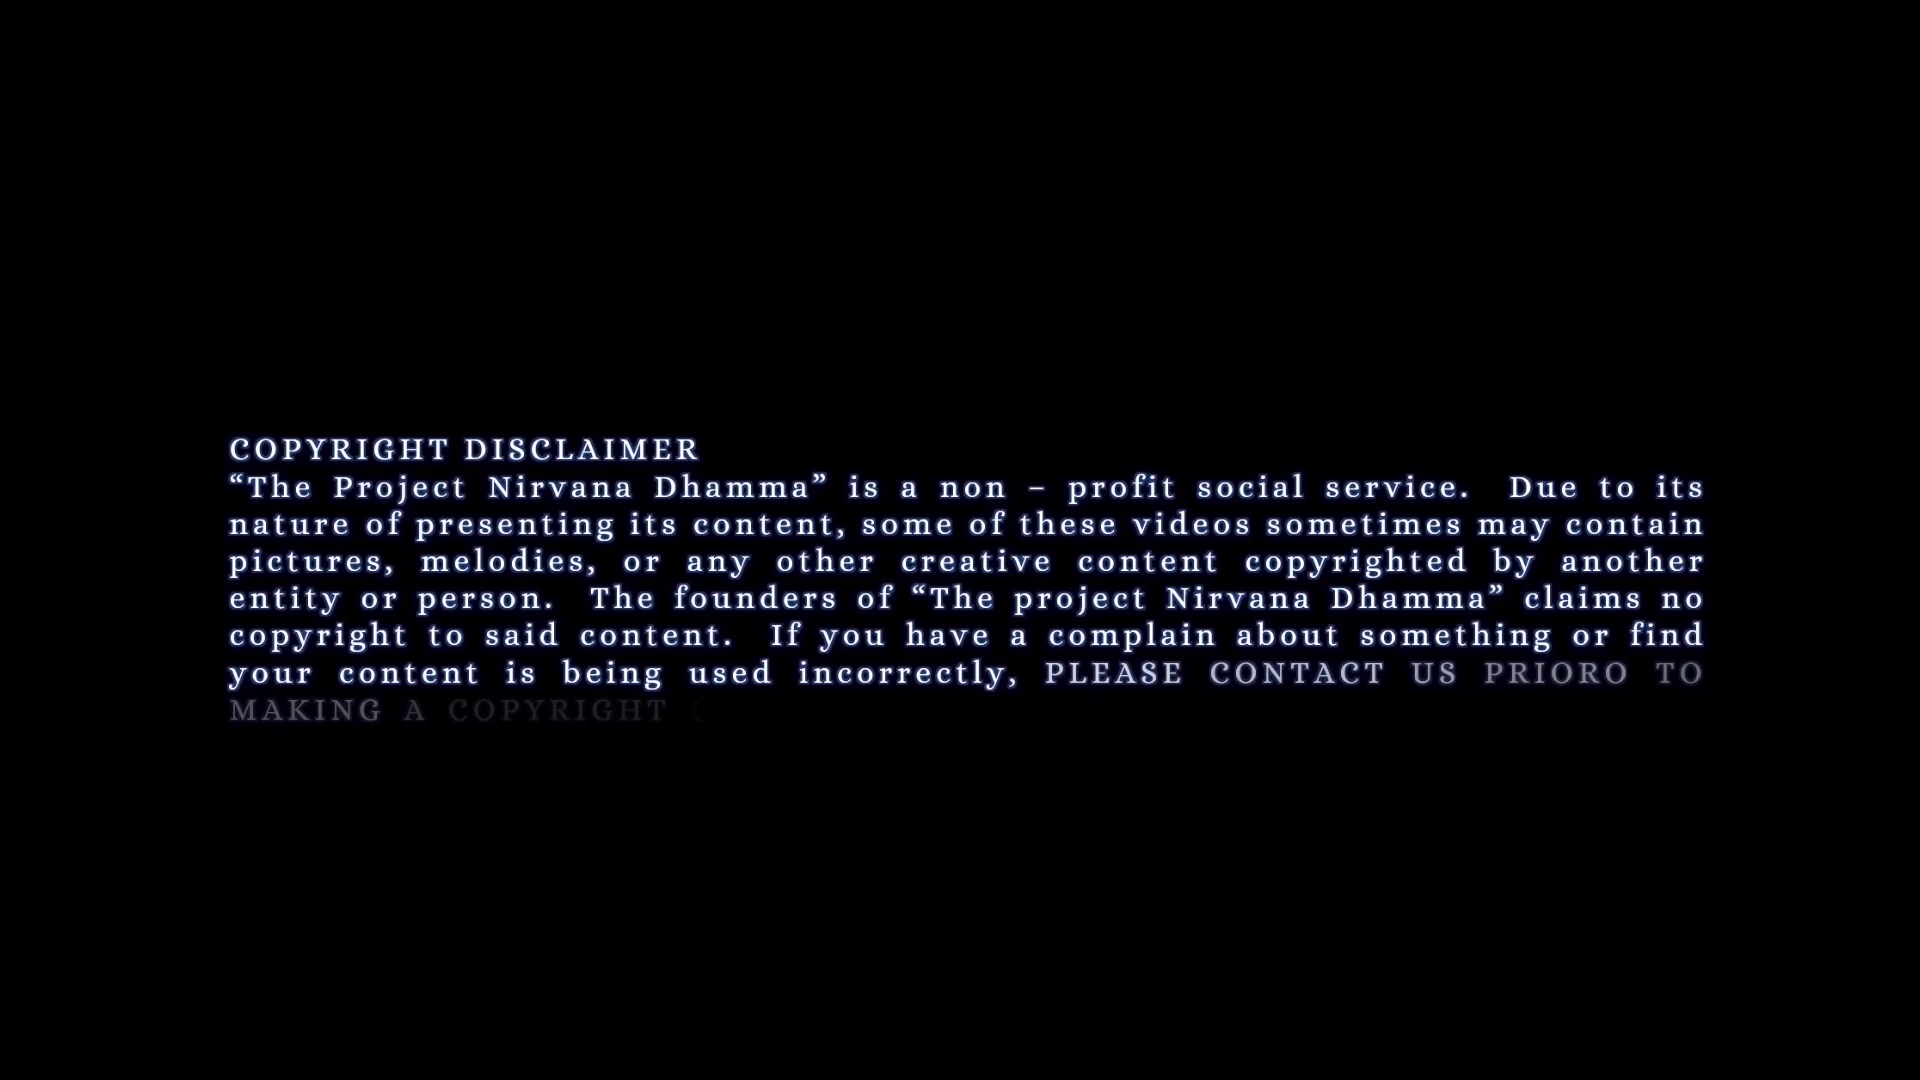 COPYRIGHT DISCLAIMER
“The Project Nirvana Dhamma” is a non – profit social service. Due to its
nature of presenting its content, some of these videos sometimes may contain
pictures, melodies, or any other creative content copyrighted by another
entity or person. The founders of “The project Nirvana Dhamma” claims no
copyright to said content. If you have a complain about something or find
your content is being used incorrectly, PLEASE CONTACT US PRIORO TO
MAKING A COPYRIGHT